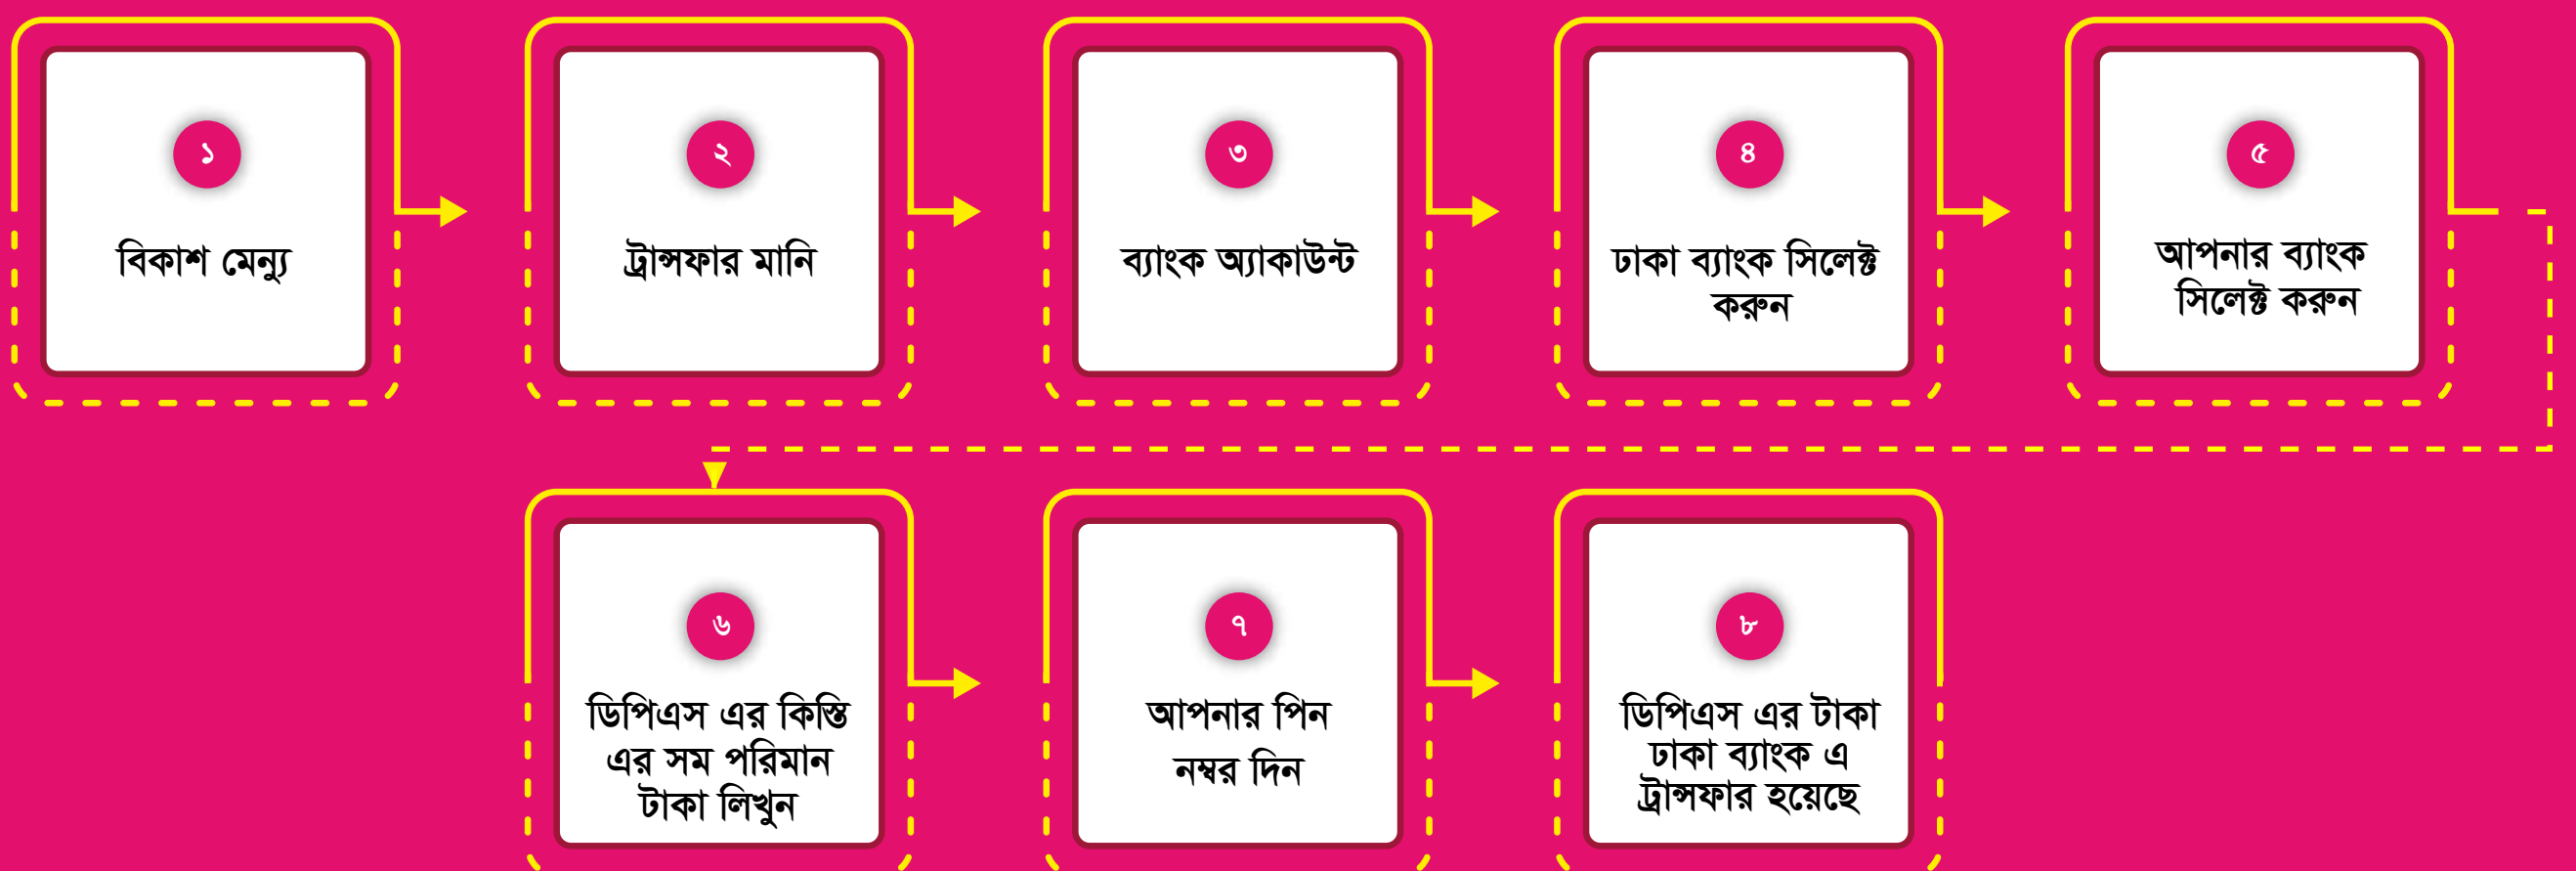 ১
বিকাশ মেন্যু
২
ট্রান্সফার মানি
৩
ব্যাংক অ্যাকাউন্ট
৪
ঢাকা ব্যাংক সিলেক্ট
করুন
৫
আপনার ব্যাংক
সিলেক্ট করুন
৬
ডিপিএস এর কিস্তি
এর সম পরিমান
টাকা লিখুন
৭
আপনার পিন
নম্বর দিন
৮
ডিপিএস এর টাকা
ঢাকা ব্যাংক এ
ট্রান্সফার হয়েছে